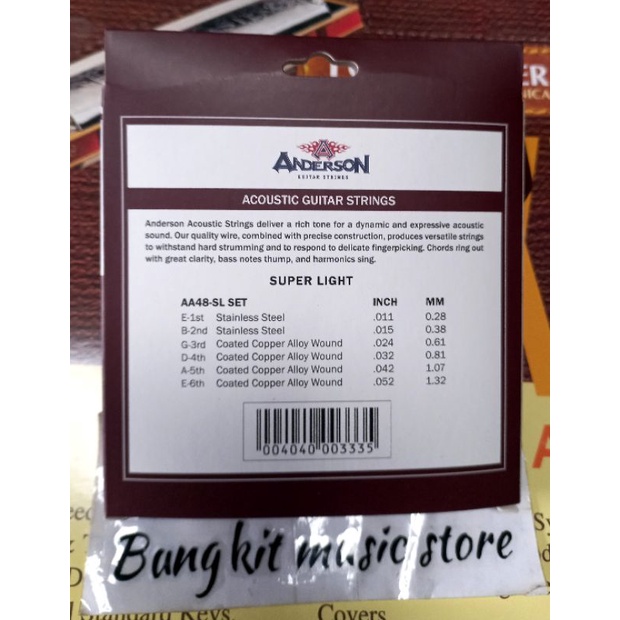 ANDERSON
GUITAR STRINGS
ACOUSTIC GUITAR STRINGS
Anderson Acoustic Strings deliver a rich tone for a dynamic and expressive acoustic
sound. Our quality wire, combined with precise construction, produces versatile strings
to withstand hard strumming and to respond to delicate fingerpicking. Chords ring out
with great clarity, bass notes thump, and harmonics sing.
SUPER LIGHT
AA48-SL SET INCH MM
E-1st Stainless Steel .011 0.28
B-2nd Stainless Steel .015 0.38
G-3rd Coated Copper Alloy Wound .024 0.61
D-4th Coated Copper Alloy Wound .032 0.81
A-5th Coated Copper Alloy Wound .042 1.07
E-6th Coated Copper Alloy Wound .052 1.32
004040 003335
Bangkit music store
Standard Keys. Covers